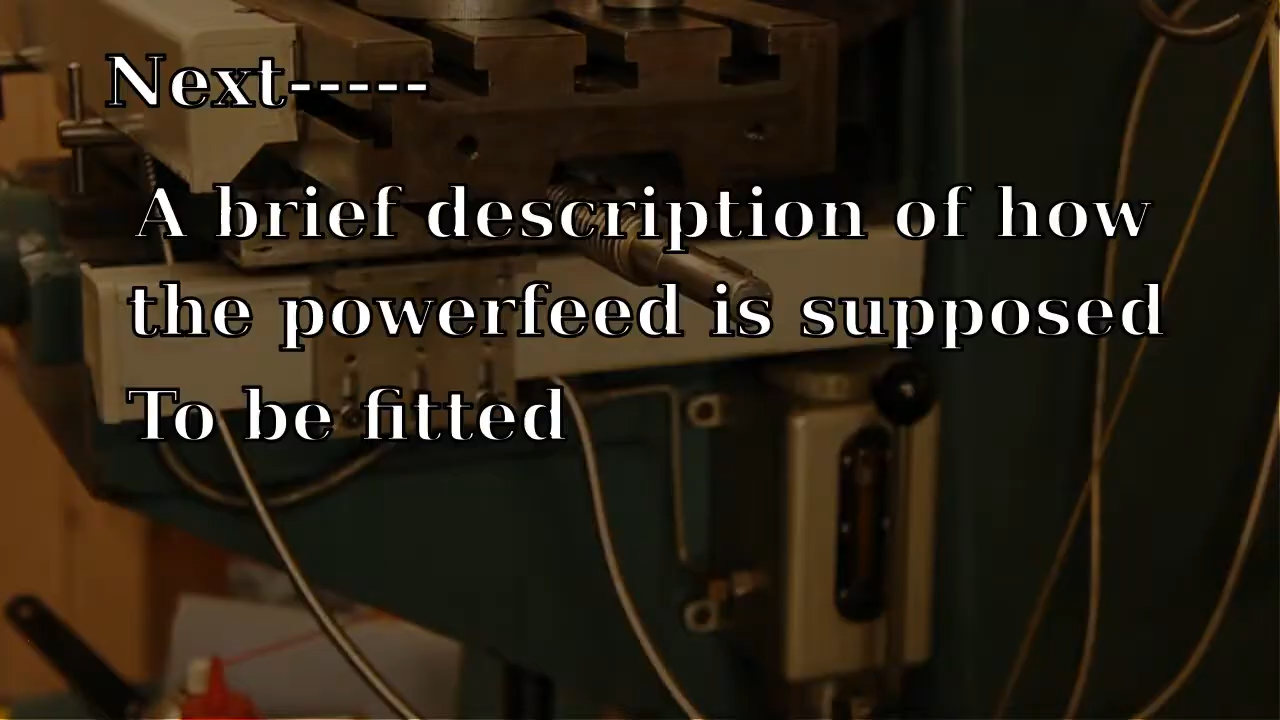 Next-----
A brief description of how
the powerfeed is supposed
To be fitted